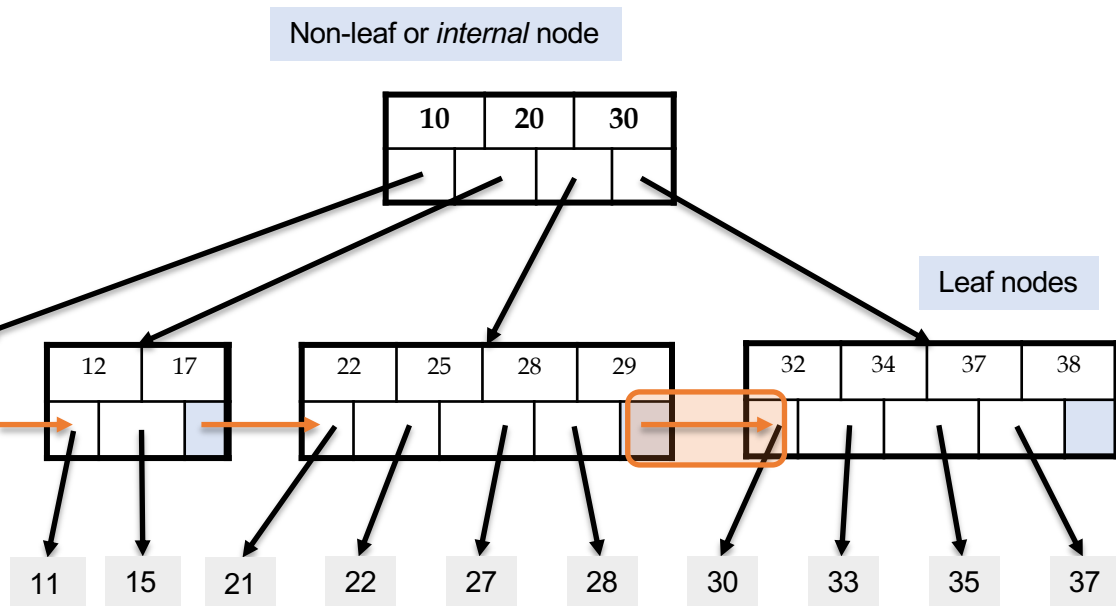 Non-leaf or internal node
10 20 30
Leaf nodes
12 17
22 25 28 29
32 34 37 38
11 15 21 22 27 28 30 33 35 37